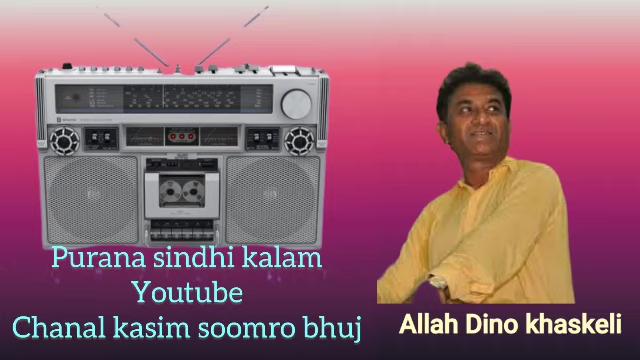 Purana sindhi kalam
Youtube
Chanal kasim soomro bhuj
Allah Dino khaskeli